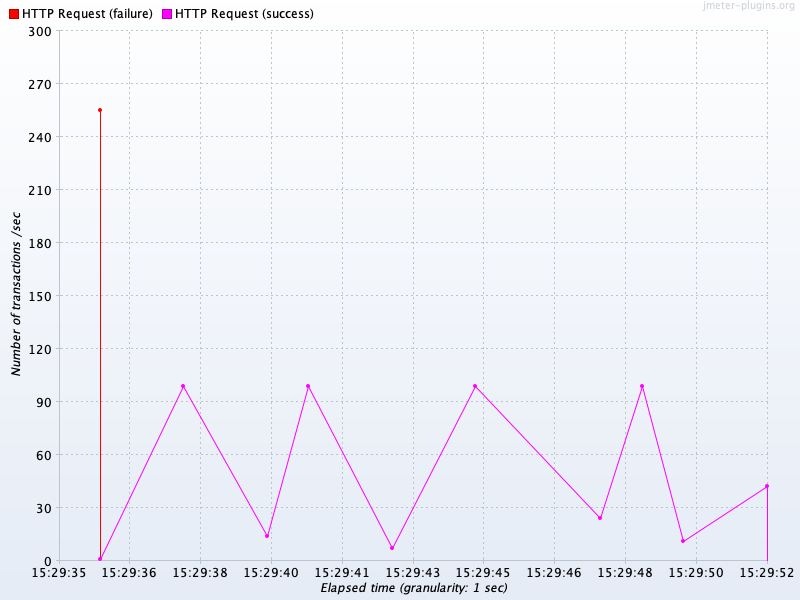 jmeter-plugins.org
HTTP Request (failure) HTTP Request (success)
300
270
240
210
180
150
120
90
60
30
0
Number of transactions /sec
15:29:35 15:29:36 15:29:38 15:29:40 15:29:41 15:29:43 15:29:45 15:29:46 15:29:48 15:29:50 15:29:52
Elapsed time (granularity: 1 sec)